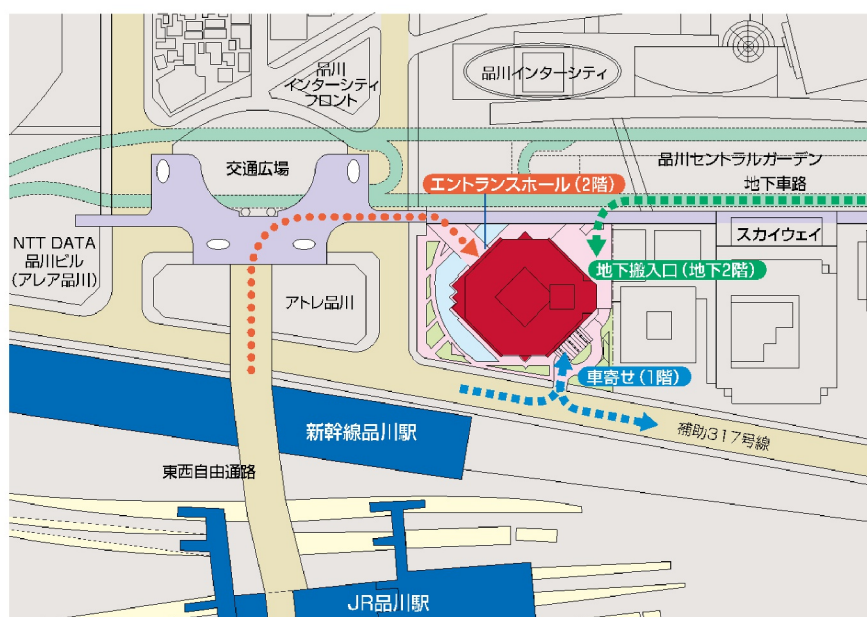 品川
インターシティ
フロント
品川インターシティ
交通広場
品川セントラルガーデン
エントランスホール(2階)
地下車路
NTT DATA
品川ビル
(アレア品川)
スカイウェイ
地下搬入口(地下2階)
アトレ品川
車寄せ(1階)
新幹線品川駅
補助317号線
東西自由通路
JR品川駅